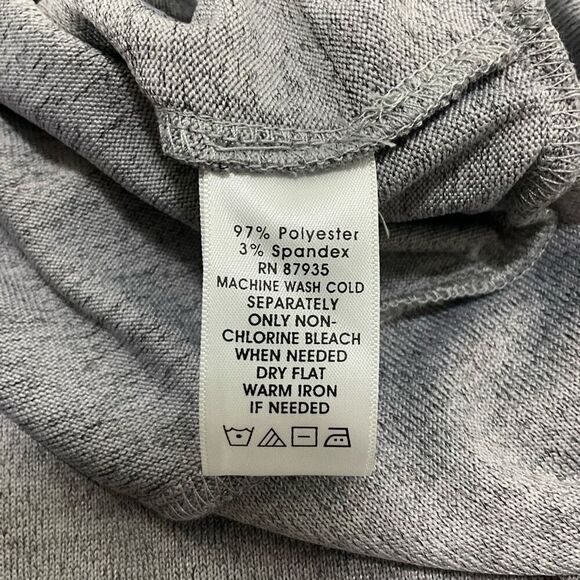 97% Polyester
3% Spandex
RN 87935
MACHINE WASH COLD
SEPARATELY
ONLY NON-
CHLORINE BLEACH
WHEN NEEDED
DRY FLAT
WARM IRON
IF NEEDED